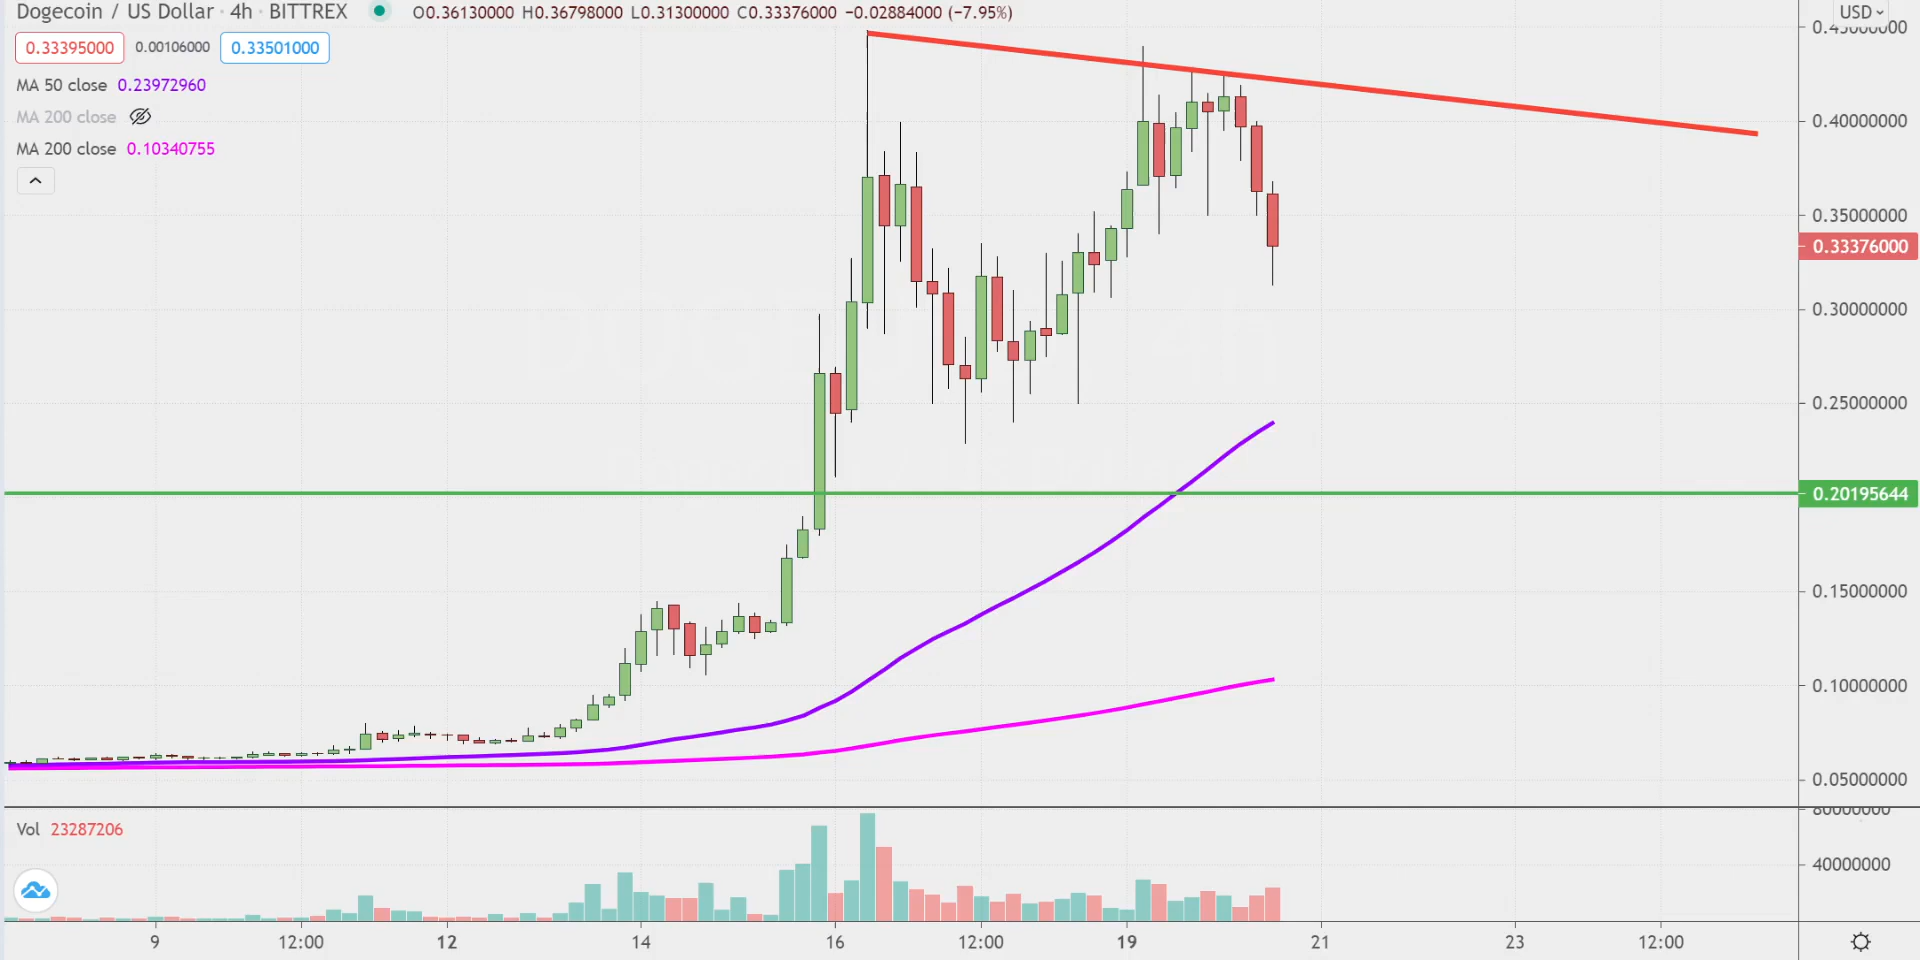 Dogecoin / US Dollar · 4h · BITTREX O0.36130000 H0.36798000 L0.31300000 C0.33376000 −0.02884000 (−7.95%)
USD
0.33395000 0.00106000 0.33501000
MA 50 close 0.23972960
MA 200 close
MA 200 close 0.10340755
0.45000000
0.40000000
0.35000000
0.33376000
0.30000000
0.25000000
0.20195644
0.15000000
0.10000000
0.05000000
80000000
Vol 23287206
40000000
9 12:00 12 14 16 12:00 19 21 23 12:00